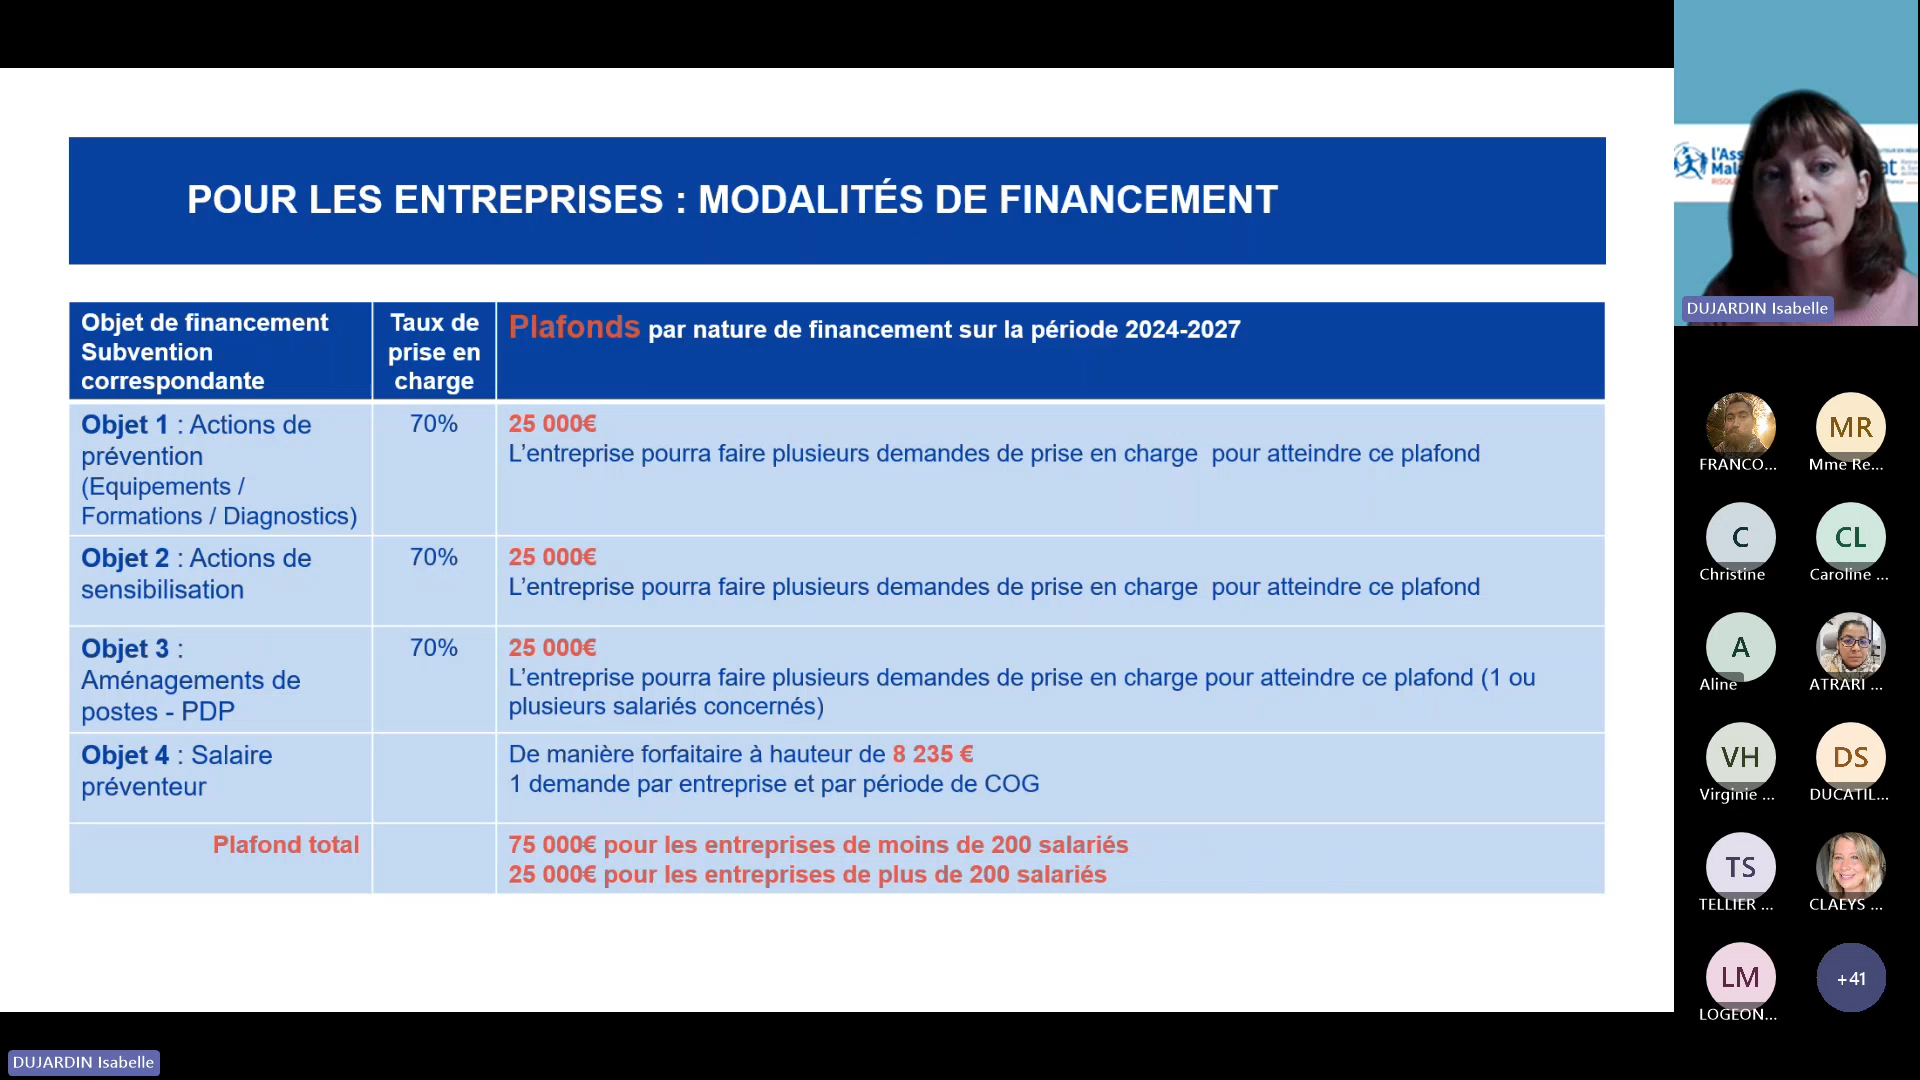 POUR LES ENTREPRISES : MODALITÉS DE FINANCEMENT
Objet de financement
Subvention
correspondante
Taux de
prise en
charge
Plafonds par nature de financement sur la période 2024-2027
Objet 1 : Actions de
prévention
(Equipements /
Formations / Diagnostics)
70%
25 000€
L’entreprise pourra faire plusieurs demandes de prise en charge  pour atteindre ce plafond
Objet 2 : Actions de
sensibilisation
70%
25 000€
L’entreprise pourra faire plusieurs demandes de prise en charge  pour atteindre ce plafond
Objet 3 :
Aménagements de
postes - PDP
70%
25 000€
L’entreprise pourra faire plusieurs demandes de prise en charge pour atteindre ce plafond (1 ou
plusieurs salariés concernés)
Objet 4 : Salaire
préventeur
De manière forfaitaire à hauteur de 8 235 €
1 demande par entreprise et par période de COG
Plafond total
75 000€ pour les entreprises de moins de 200 salariés
25 000€ pour les entreprises de plus de 200 salariés
l'Ass
Mal
RISQU
at
DUJARDIN Isabelle
FRANCO...
MR
Mme Re...
C
Christine
CL
Caroline ...
A
Aline
ATRARI ...
VH
Virginie ...
DS
DUCATIL...
TS
TELLIER ...
CLAEYS ...
LM
LOGEON...
+41
DUJARDIN Isabelle